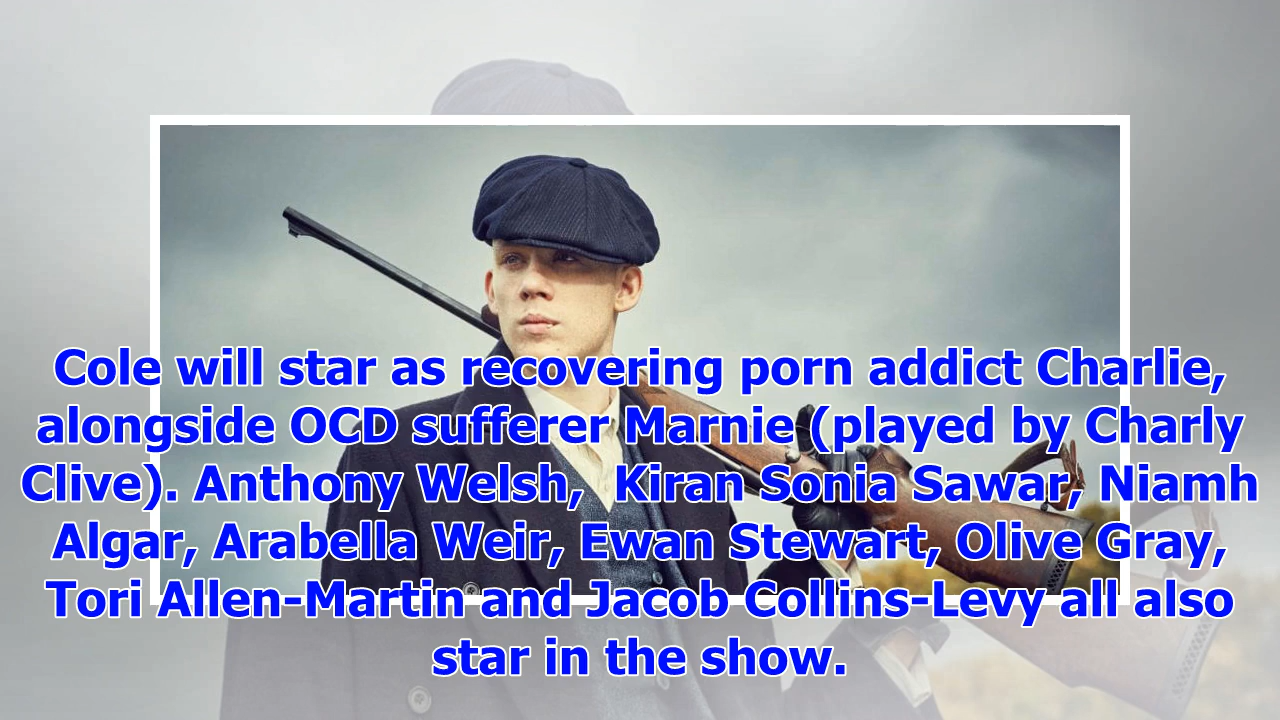 Cole will star as recovering porn addict Charlie,
alongside OCD sufferer Marnie (played by Charly
Clive). Anthony Welsh,  Kiran Sonia Sawar, Niamh
Algar, Arabella Weir, Ewan Stewart, Olive Gray,
Tori Allen-Martin and Jacob Collins-Levy all also
star in the show.